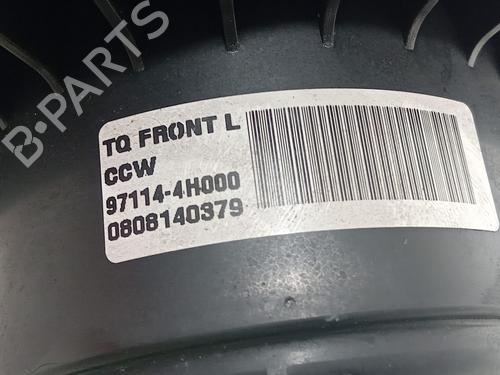 B-PARTS
TQ FRONT L
CCW
97114-4H000
0808140379